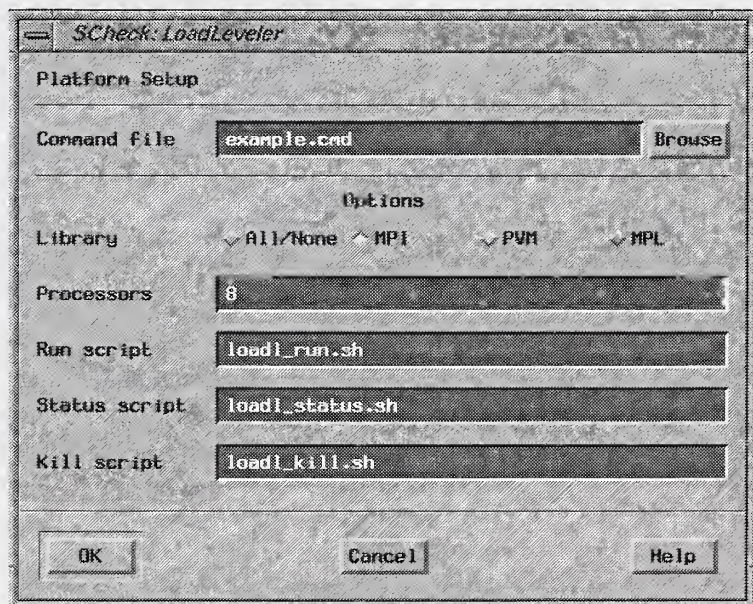 SCheck: LoadLeveler
Platform Setup
Command file example.cmd Browse
Options
Library All/None MPI PVM MPL
Processors 8
Run script loadl_run.sh
Status script loadl_status.sh
Kill script loadl_kill.sh
OK Cancel Help